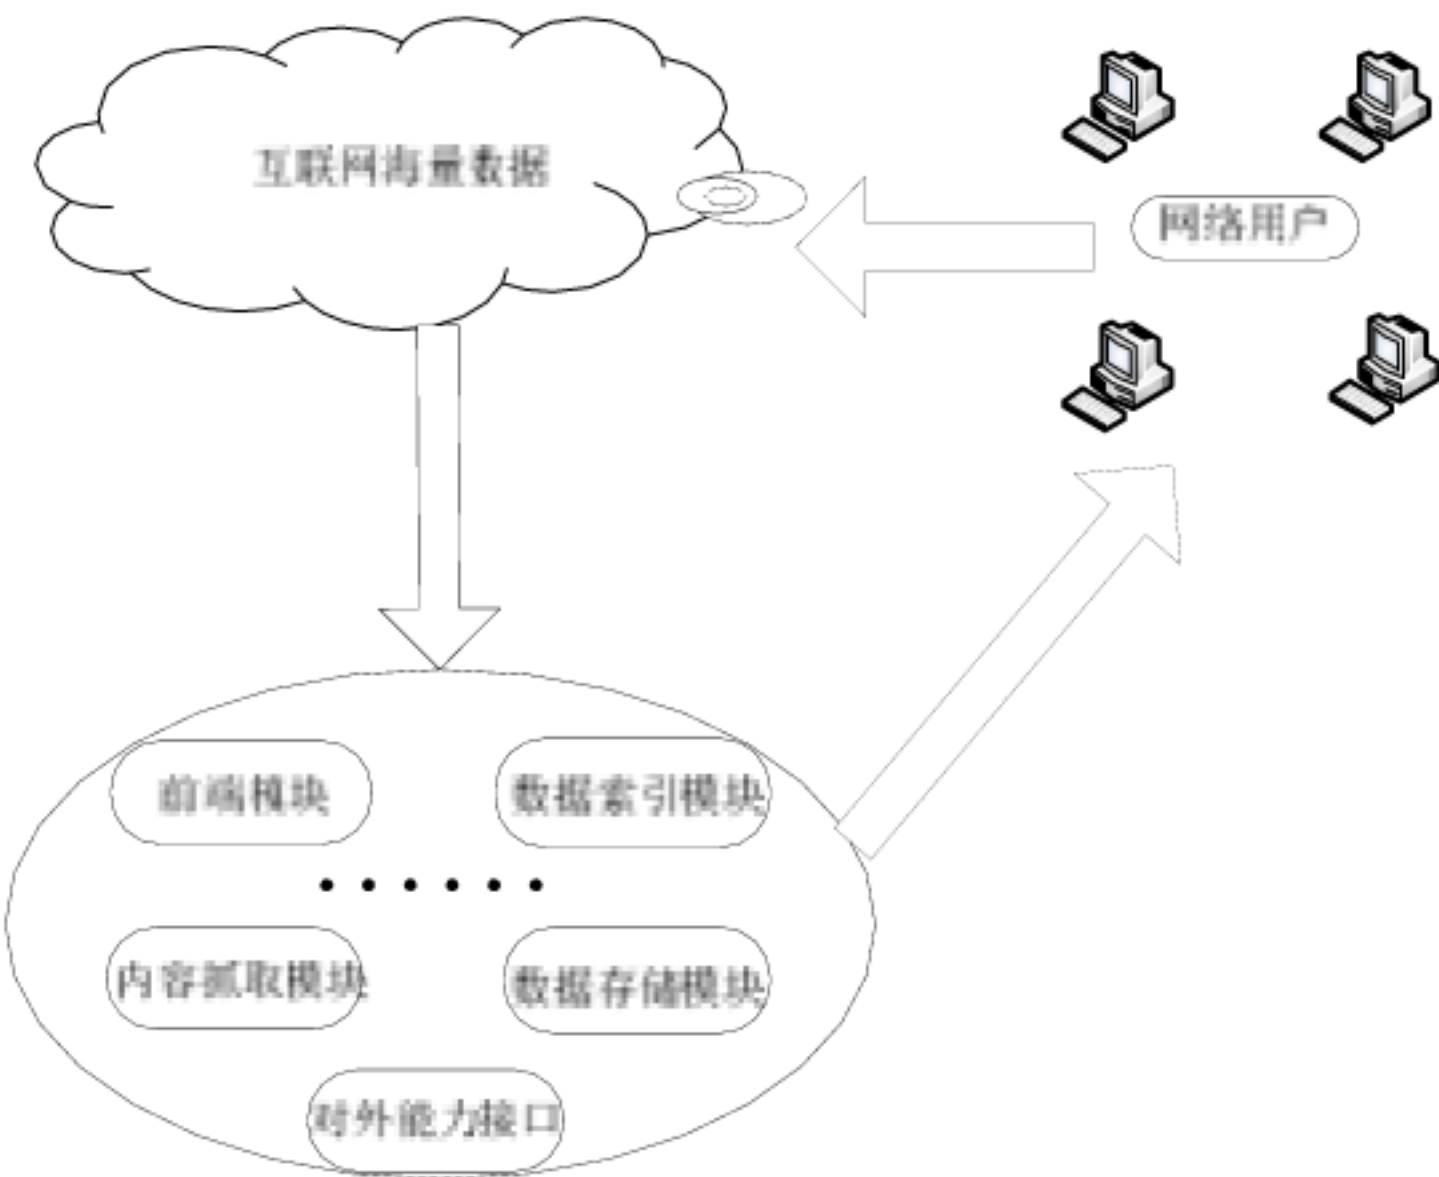 互联网海量数据
网络用户
前端模块
数据索引模块
······
内容抓取模块
数据存储模块
对外能力接口